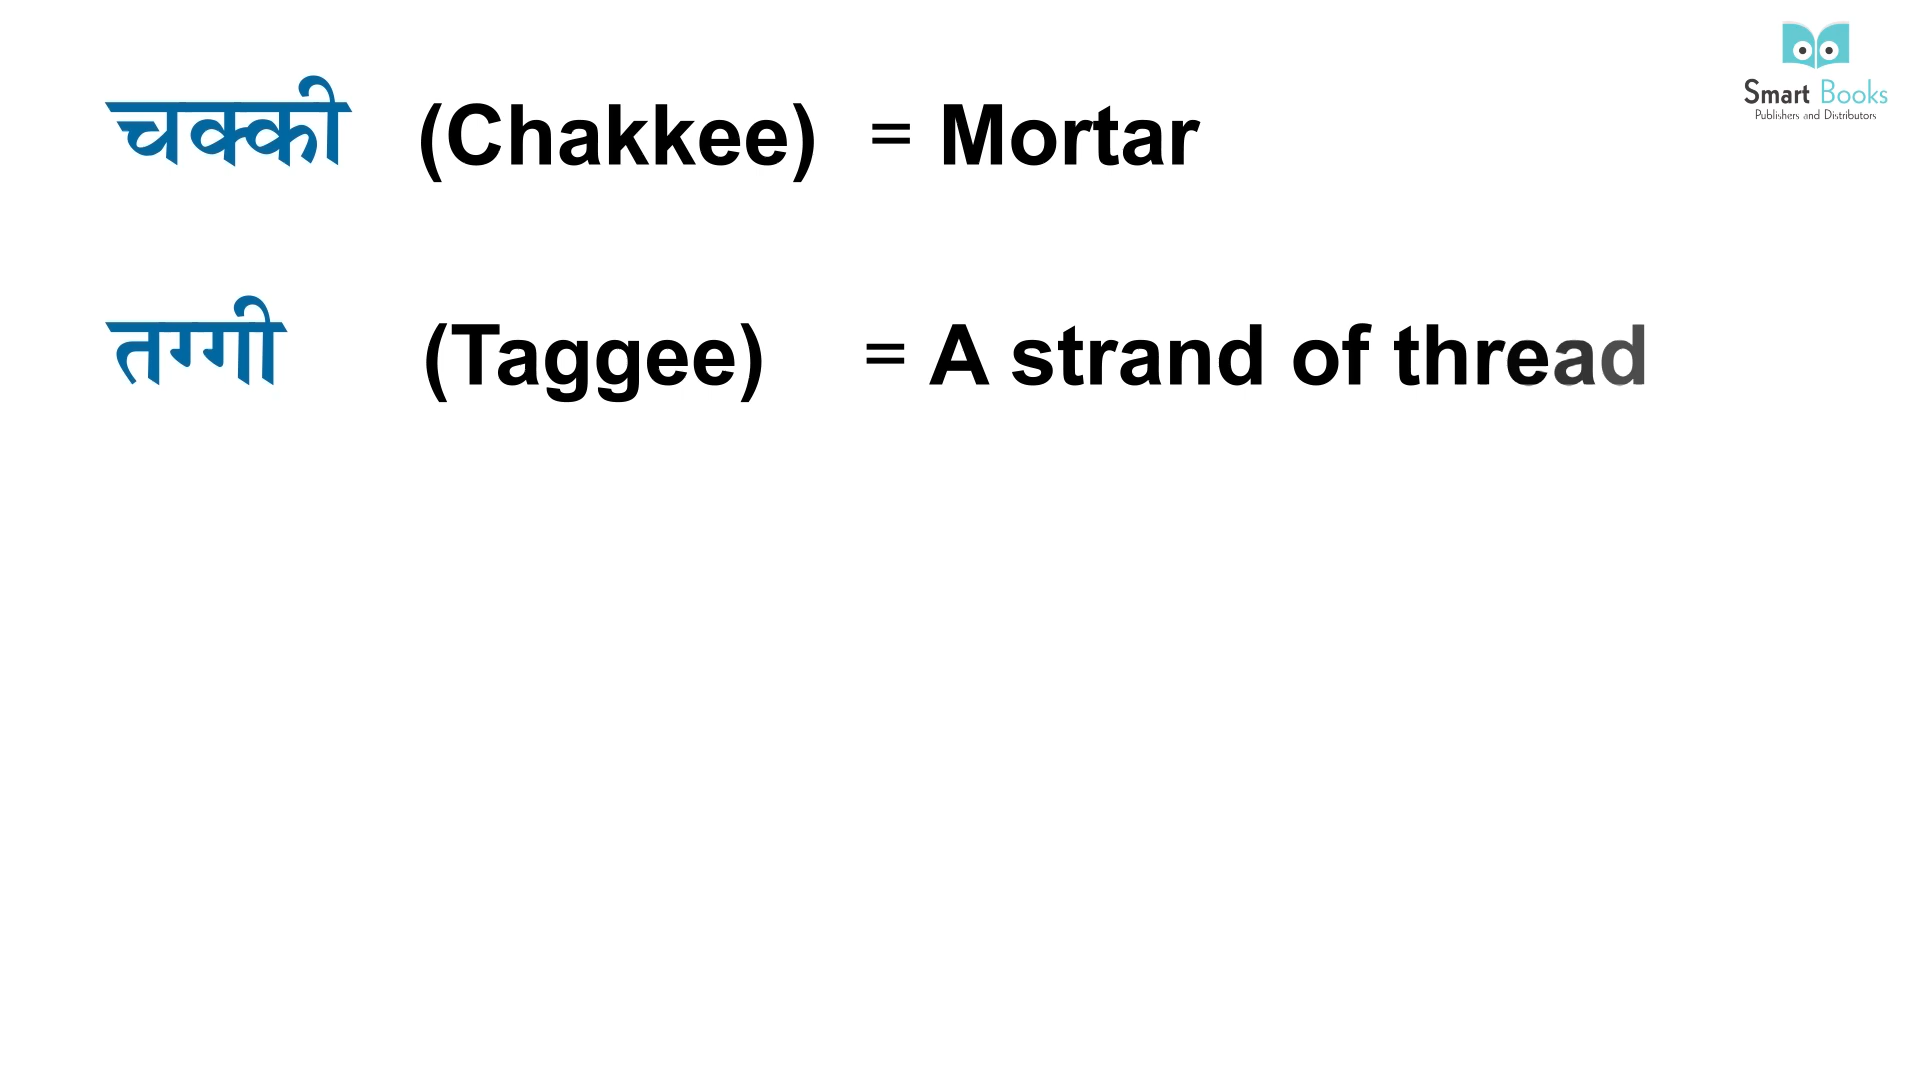 Smart Books
Publishers and Distributors
चक्की (Chakkee) = Mortar
तग्गी (Taggee) = A strand of thread